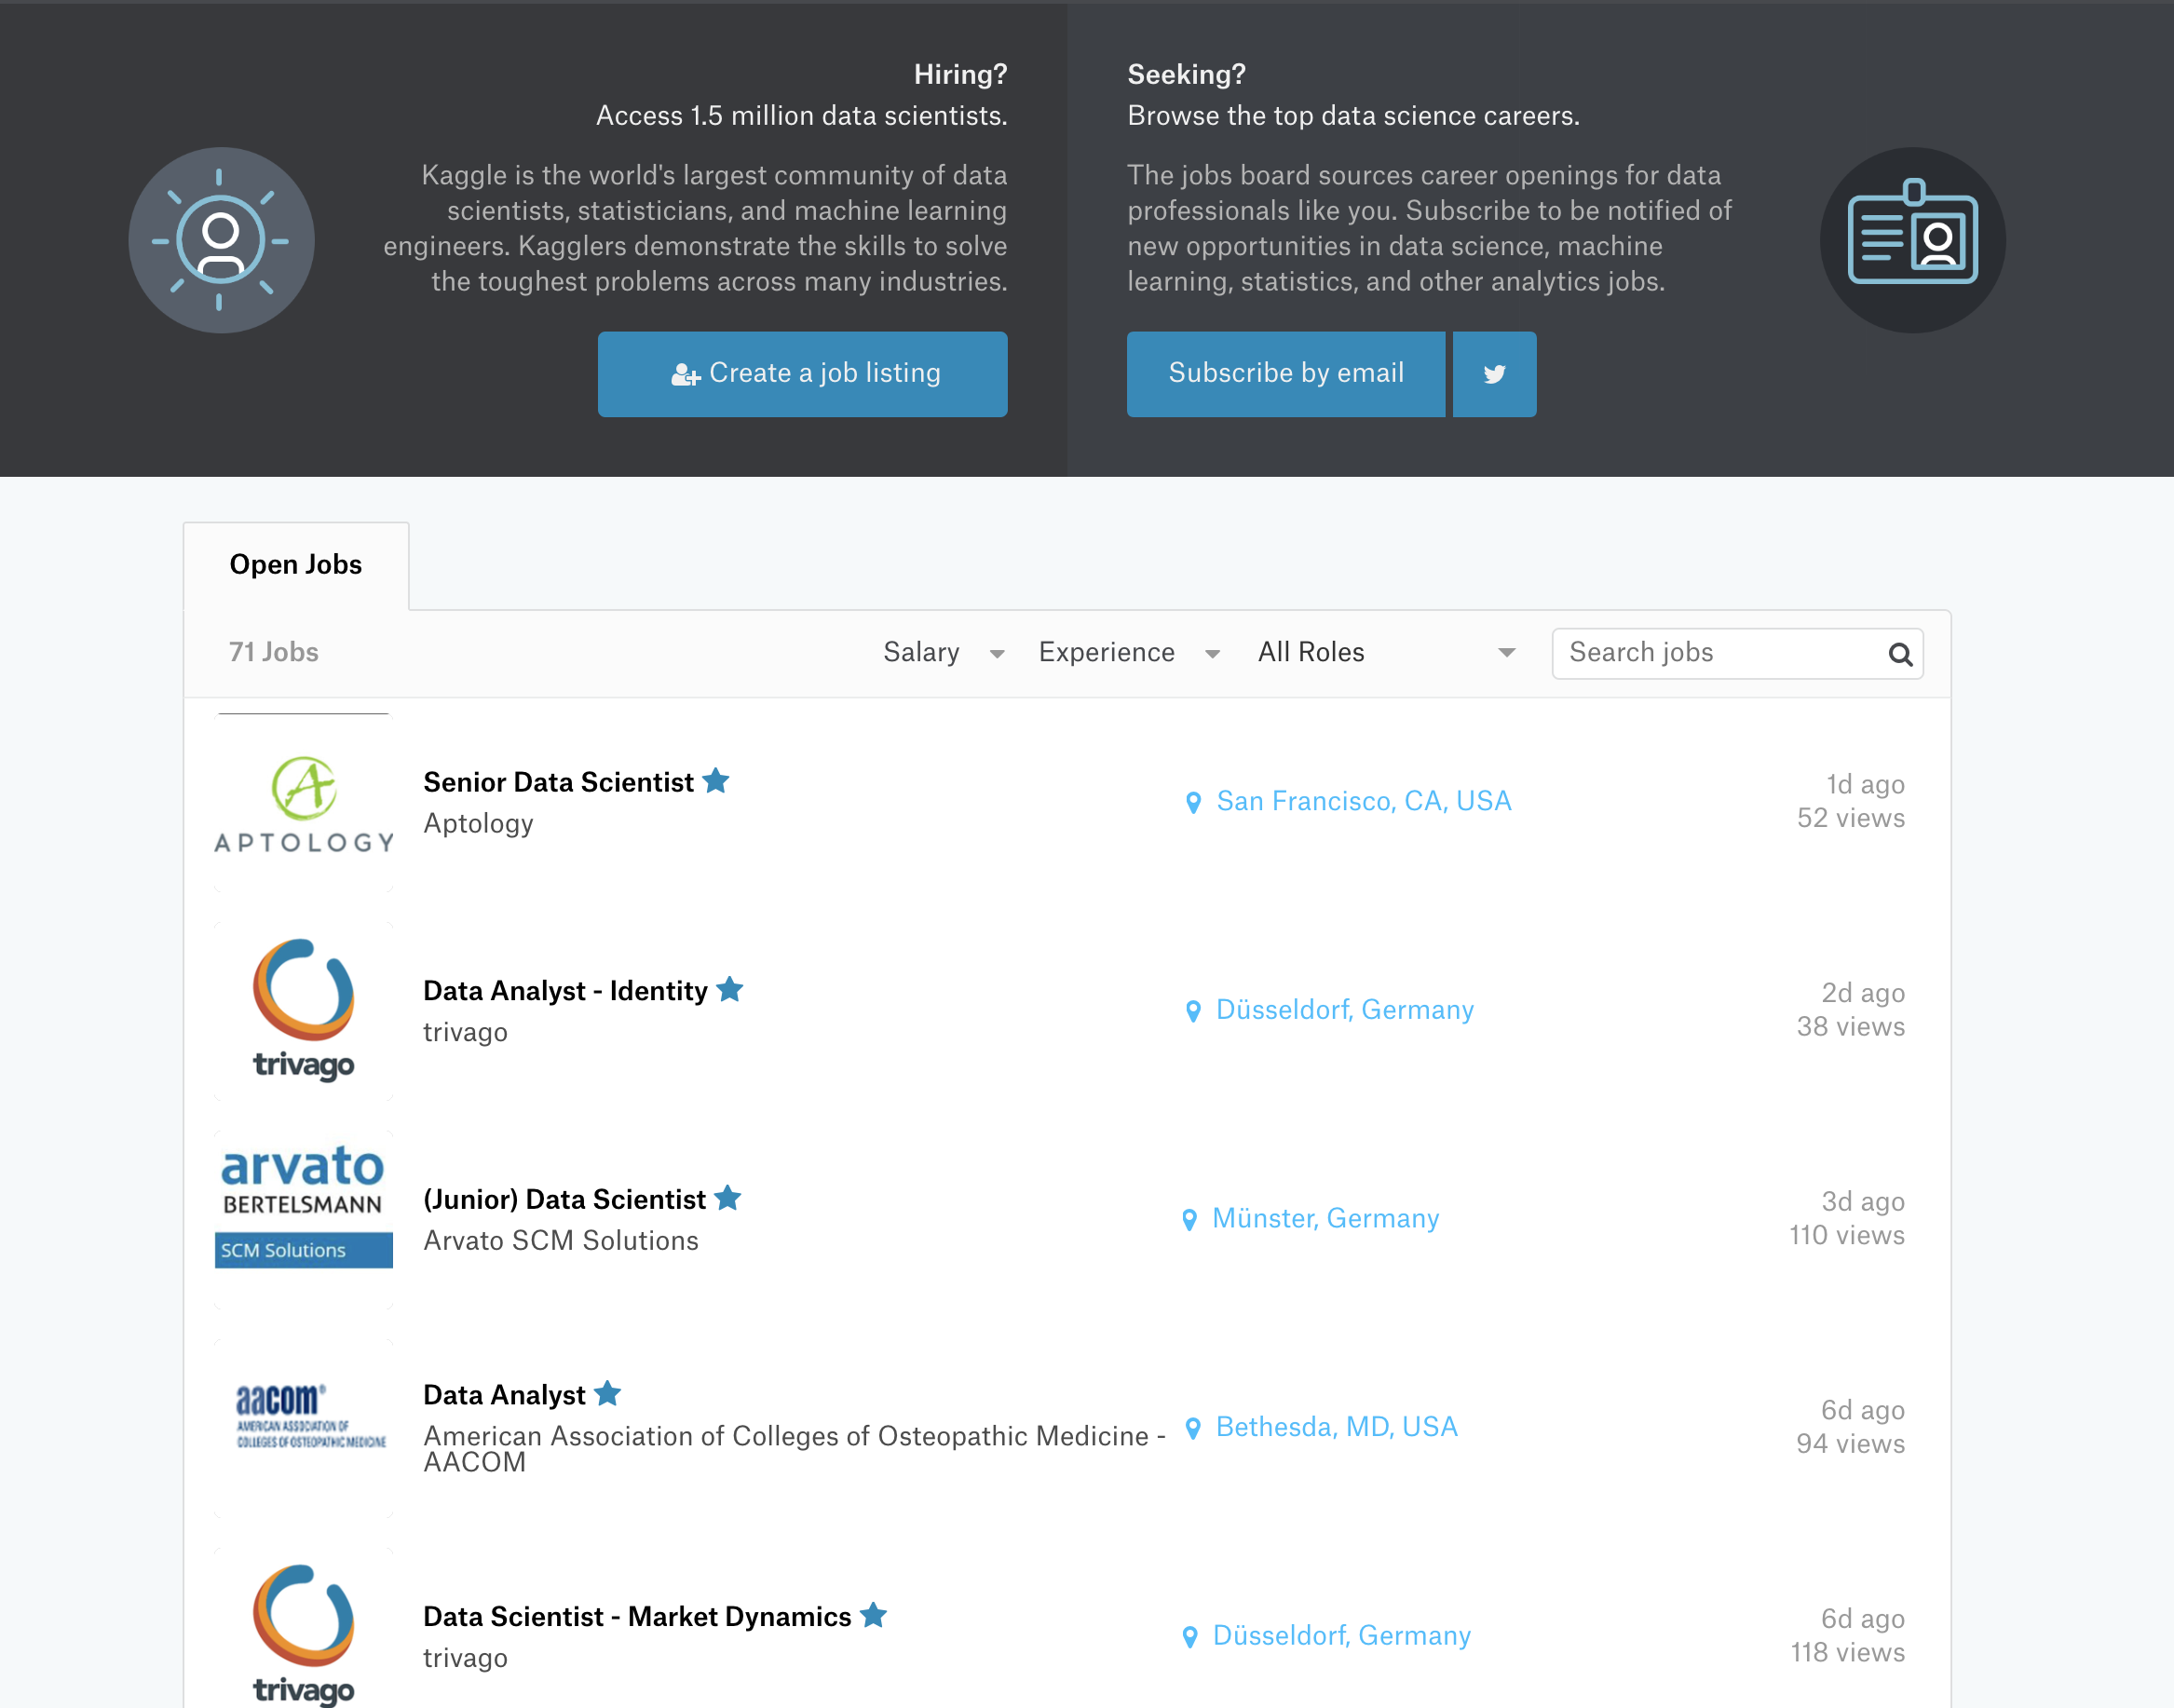 Hiring?
Access 1.5 million data scientists.
Kaggle is the world's largest community of data
scientists, statisticians, and machine learning
engineers. Kagglers demonstrate the skills to solve
the toughest problems across many industries.
Create a job listing
Seeking?
Browse the top data science careers.
The jobs board sources career openings for data
professionals like you. Subscribe to be notified of
new opportunities in data science, machine
learning, statistics, and other analytics jobs.
Subscribe by email
Open Jobs
71 Jobs
Salary
Experience
All Roles
Search jobs
APTOLOGY
Senior Data Scientist
Aptology
San Francisco, CA, USA
1d ago
52 views
trivago
Data Analyst - Identity
trivago
Düsseldorf, Germany
2d ago
38 views
arvato
BERTELSMANN
SCM Solutions
(Junior) Data Scientist
Arvato SCM Solutions
Münster, Germany
3d ago
110 views
aacom®
AMERICAN ASSOCIATION OF
COLLEGES OF OSTEOPATHIC MEDICINE
Data Analyst
American Association of Colleges of Osteopathic Medicine -
AACOM
Bethesda, MD, USA
6d ago
94 views
trivago
Data Scientist - Market Dynamics
trivago
Düsseldorf, Germany
6d ago
118 views